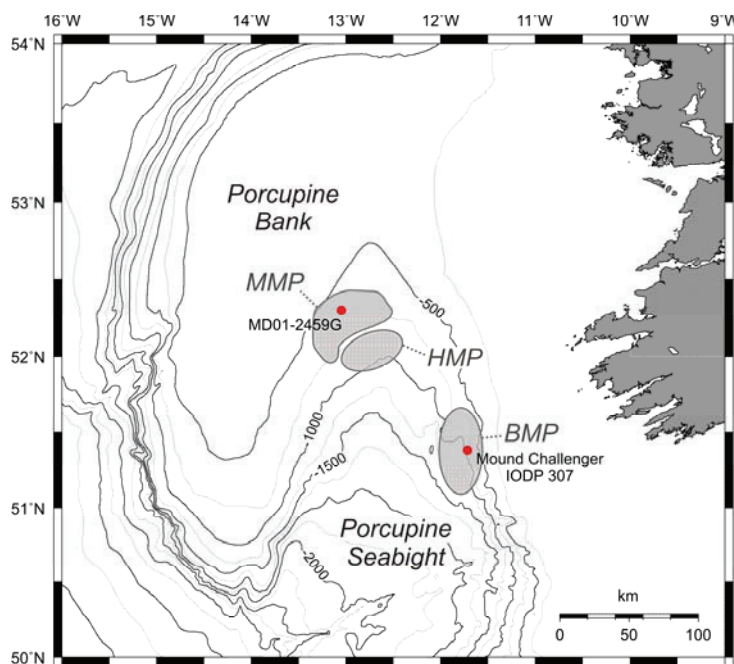 16°W 15°W 14°W 13°W 12°W 11°W 10°W 9°W
54°N
53°N
Porcupine
Bank
MMP
MD01-2459G
-500
52°N
HMP
-1000
BMP
-1500
Mound Challenger
IODP 307
51°N
Porcupine
Seabight
-2000
km
0 50 100
50°N